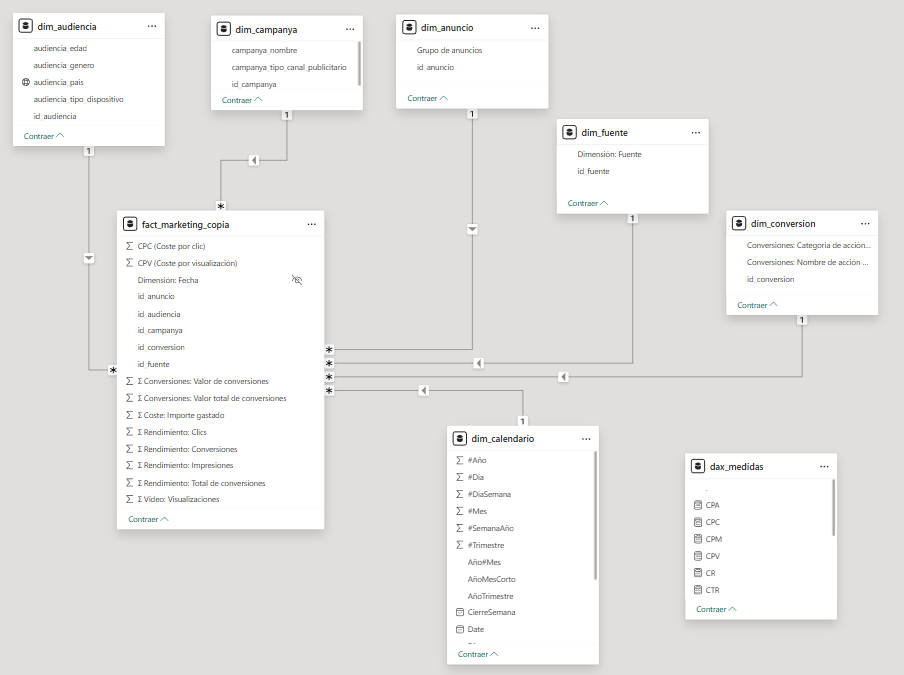 dim_audiencia
audiencia_edad
audiencia_genero
audiencia_pais
audiencia_tipo_dispositivo
id_audiencia
Contraer
dim_campanya
campanya_nombre
campanya_tipo_canal_publicitario
id_campanya
Contraer
dim_anuncio
Grupo de anuncios
id_anuncio
Contraer
dim_fuente
Dimensión: Fuente
id_fuente
Contraer
dim_conversion
Conversiones: Categoria de acción...
Conversiones: Nombre de acción ...
id_conversion
Contraer
1
1
1
1
1
*
fact_marketing_copia
Σ CPC (Coste por clic)
Σ CPV (Coste por visualización)
Dimensión: Fecha
id_anuncio
id_audiencia
id_campanya
id_conversion
id_fuente
Σ Σ Conversiones: Valor de conversiones
Σ Σ Conversiones: Valor total de conversiones
Σ Σ Coste: Importe gastado
Σ Σ Rendimiento: Clics
Σ Σ Rendimiento: Conversiones
Σ Σ Rendimiento: Impresiones
Σ Σ Rendimiento: Total de conversiones
Σ Σ Video: Visualizaciones
Contraer
*
*
*
*
*
1
dim_calendario
Σ #Año
Σ #Dia
Σ #DiaSemana
Σ #Mes
Σ #SemanaAño
Σ #Trimestre
Año#Mes
AñoMesCorto
AñoTrimestre
CierreSemana
Date
Contraer
dax_medidas
.
CPA
CPC
CPM
CPV
CR
CTR
Contraer